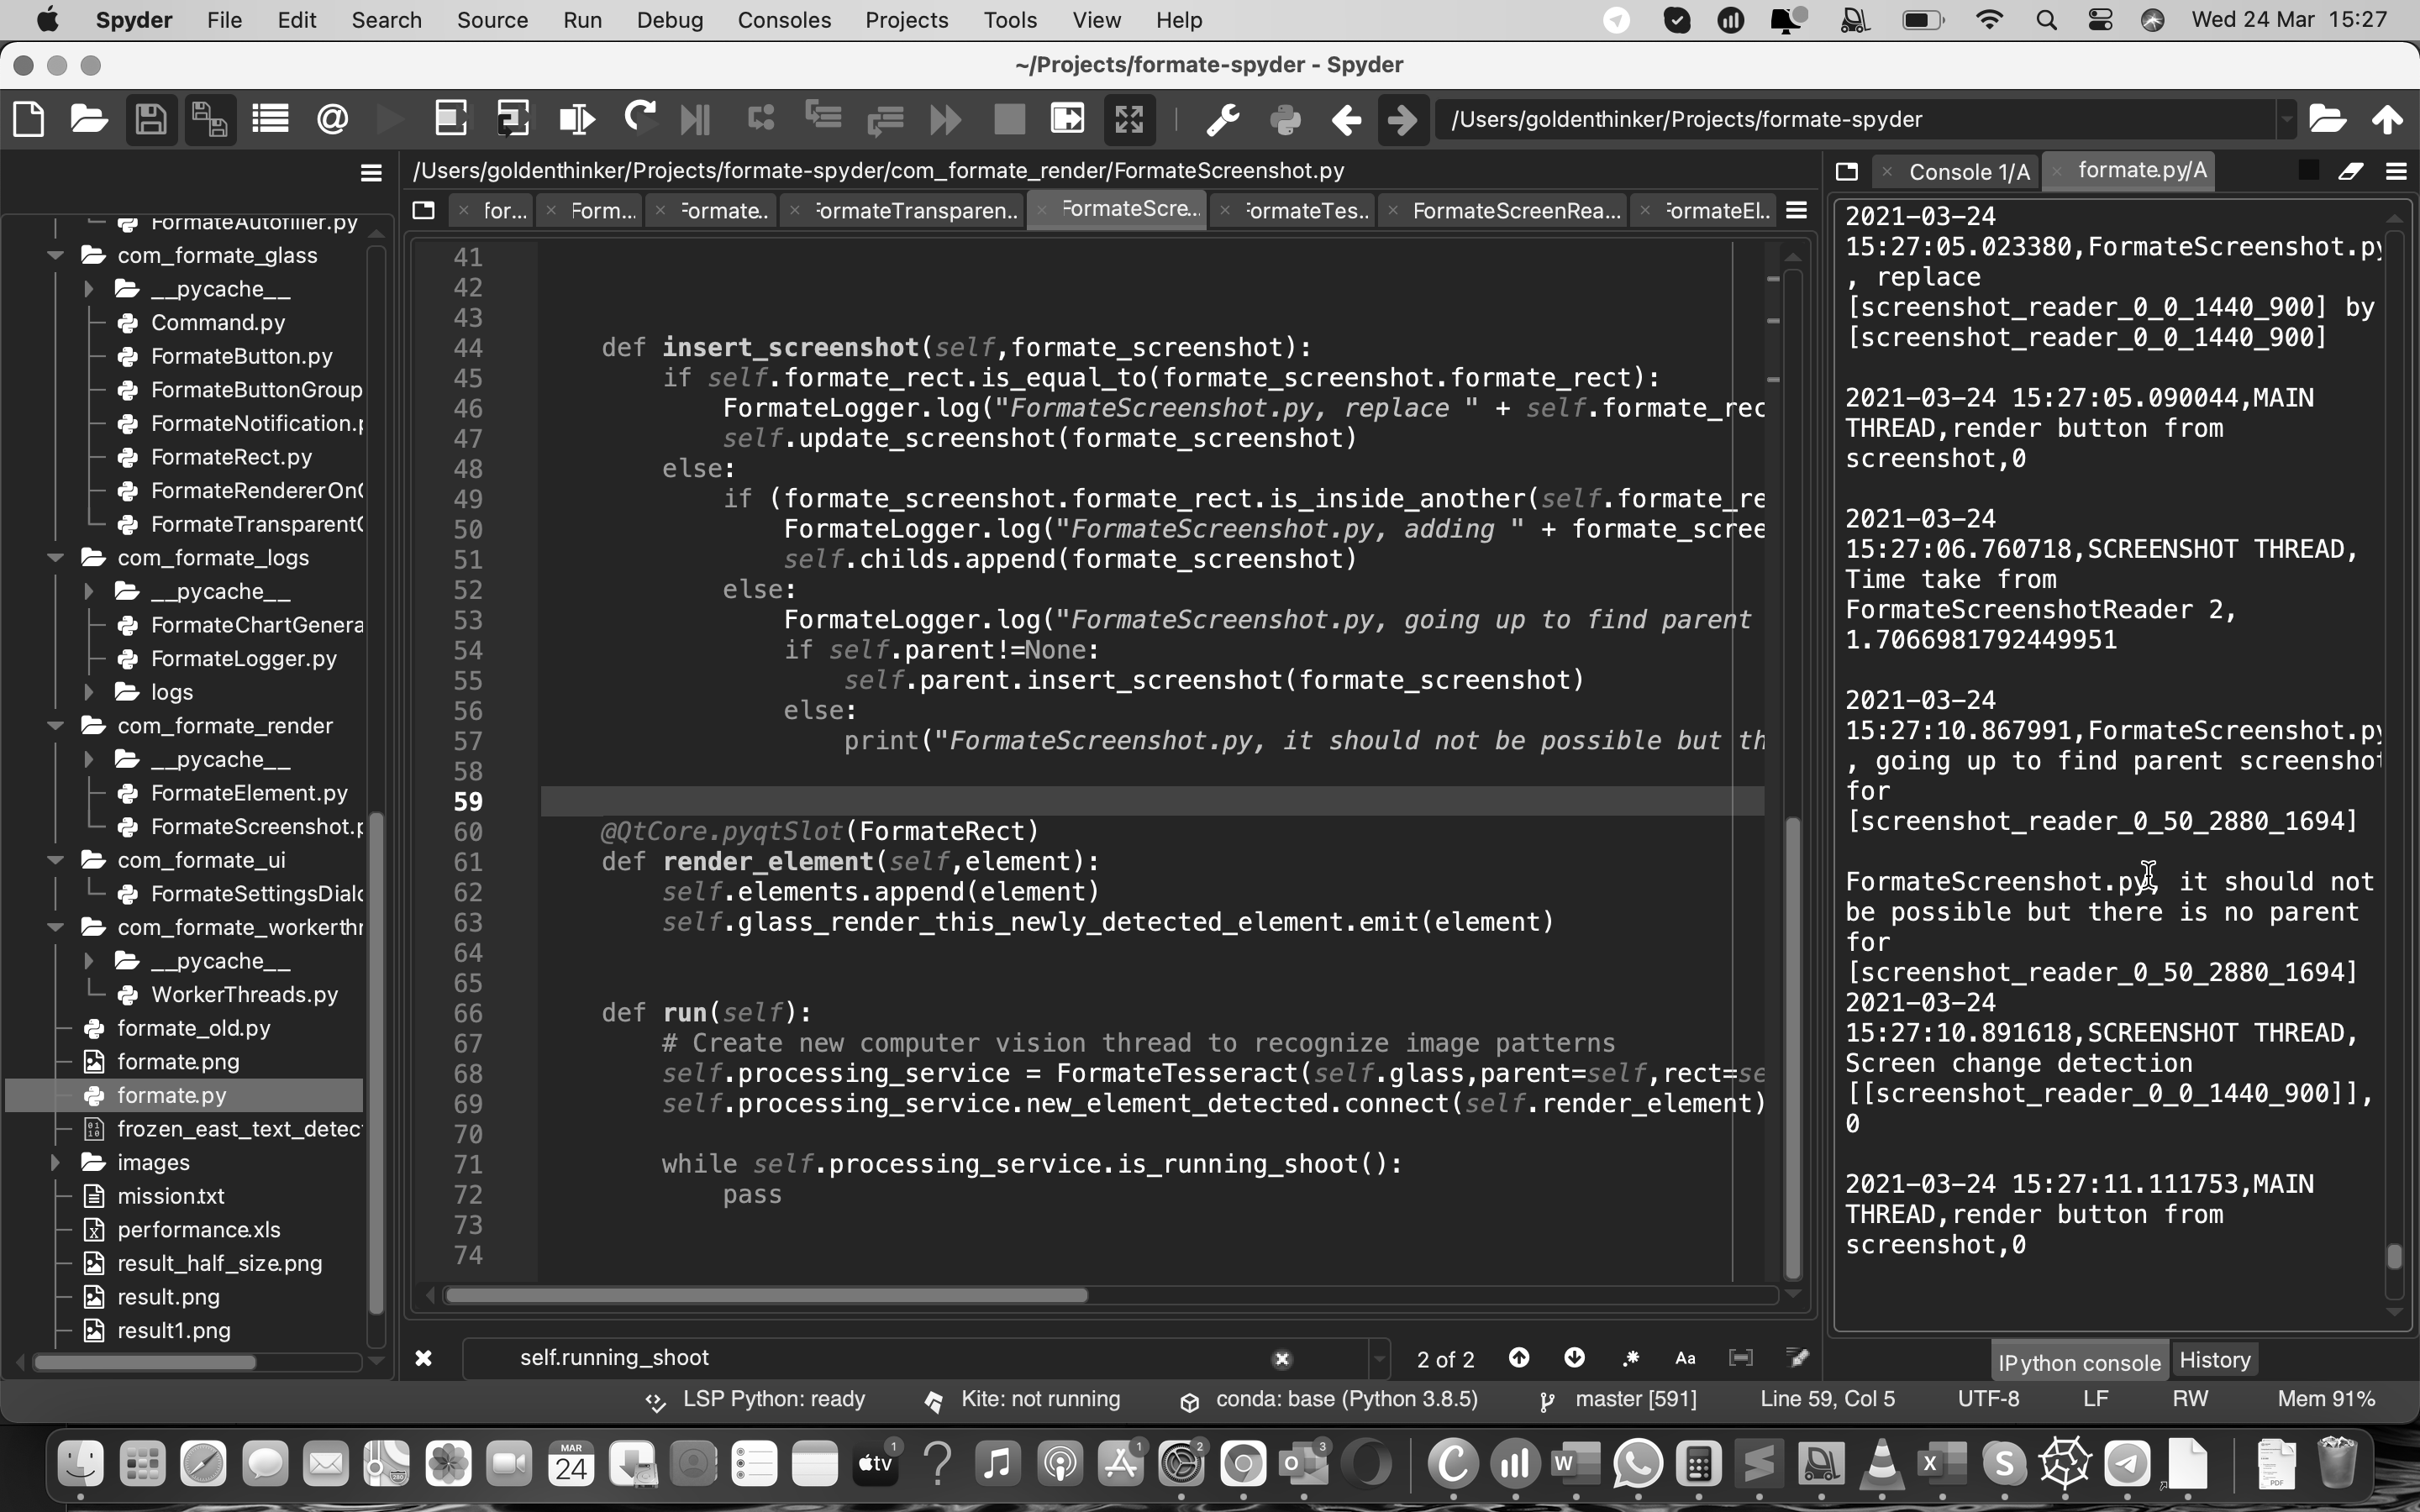 Spyder File Edit Search Source Run Debug Consoles Projects Tools View Help Wed 24 Mar 15:27
~/Projects/formate-spyder - Spyder
/Users/goldenthinker/Projects/formate-spyder
FormateAutofiller.py
com_formate_glass
__pycache__
Command.py
FormateButton.py
FormateButtonGroup
FormateNotification.p
FormateRect.py
FormateRendererOn
FormateTransparent
com_formate_logs
__pycache__
FormateChartGenera
FormateLogger.py
logs
com_formate_render
__pycache__
FormateElement.py
FormateScreenshot.p
com_formate_ui
FormateSettingsDialo
com_formate_workerthr
__pycache__
WorkerThreads.py
formate_old.py
formate.png
formate.py
frozen_east_text_detec
images
mission.txt
performance.xls
result_half_size.png
result.png
result1.png
/Users/goldenthinker/Projects/formate-spyder/com_formate_render/FormateScreenshot.py
for... Form... Formate.. FormateTransparen.. FormateScre.. FormateTes.. FormateScreenRea... FormateEl..
41
42
43
44 def insert_screenshot(self,formate_screenshot):
45 if self.formate_rect.is_equal_to(formate_screenshot.formate_rect):
46 FormateLogger.log("FormateScreenshot.py, replace " + self.formate_rec
47 self.update_screenshot(formate_screenshot)
48 else:
49 if (formate_screenshot.formate_rect.is_inside_another(self.formate_re
50 FormateLogger.log("FormateScreenshot.py, adding " + formate_scree
51 self.childs.append(formate_screenshot)
52 else:
53 FormateLogger.log("FormateScreenshot.py, going up to find parent
54 if self.parent!=None:
55 self.parent.insert_screenshot(formate_screenshot)
56 else:
57 print("FormateScreenshot.py, it should not be possible but th
58
59
60 @QtCore.pyqtSlot(FormateRect)
61 def render_element(self,element):
62 self.elements.append(element)
63 self.glass_render_this_newly_detected_element.emit(element)
64
65
66 def run(self):
67 # Create new computer vision thread to recognize image patterns
68 self.processing_service = FormateTesseract(self.glass,parent=self,rect=se
69 self.processing_service.new_element_detected.connect(self.render_element)
70
71 while self.processing_service.is_running_shoot():
72 pass
73
74
self.running_shoot 2 of 2 .* Aa
Console 1/A formate.py/A
2021-03-24
15:27:05.023380,FormateScreenshot.py
, replace
[screenshot_reader_0_0_1440_900] by
[screenshot_reader_0_0_1440_900]
2021-03-24 15:27:05.090044,MAIN
THREAD,render button from
screenshot,0
2021-03-24
15:27:06.760718,SCREENSHOT THREAD,
Time take from
FormateScreenshotReader 2,
1.7066981792449951
2021-03-24
15:27:10.867991,FormateScreenshot.py
, going up to find parent screenshot
for
[screenshot_reader_0_50_2880_1694]
FormateScreenshot.py, it should not
be possible but there is no parent
for
[screenshot_reader_0_50_2880_1694]
2021-03-24
15:27:10.891618,SCREENSHOT THREAD,
Screen change detection
[[screenshot_reader_0_0_1440_900]],
0
2021-03-24 15:27:11.111753,MAIN
THREAD,render button from
screenshot,0
IPython console History
LSP Python: ready Kite: not running conda: base (Python 3.8.5) master [591] Line 59, Col 5 UTF-8 LF RW Mem 91%
MAR
24
tv
1
1
2
3
PDF